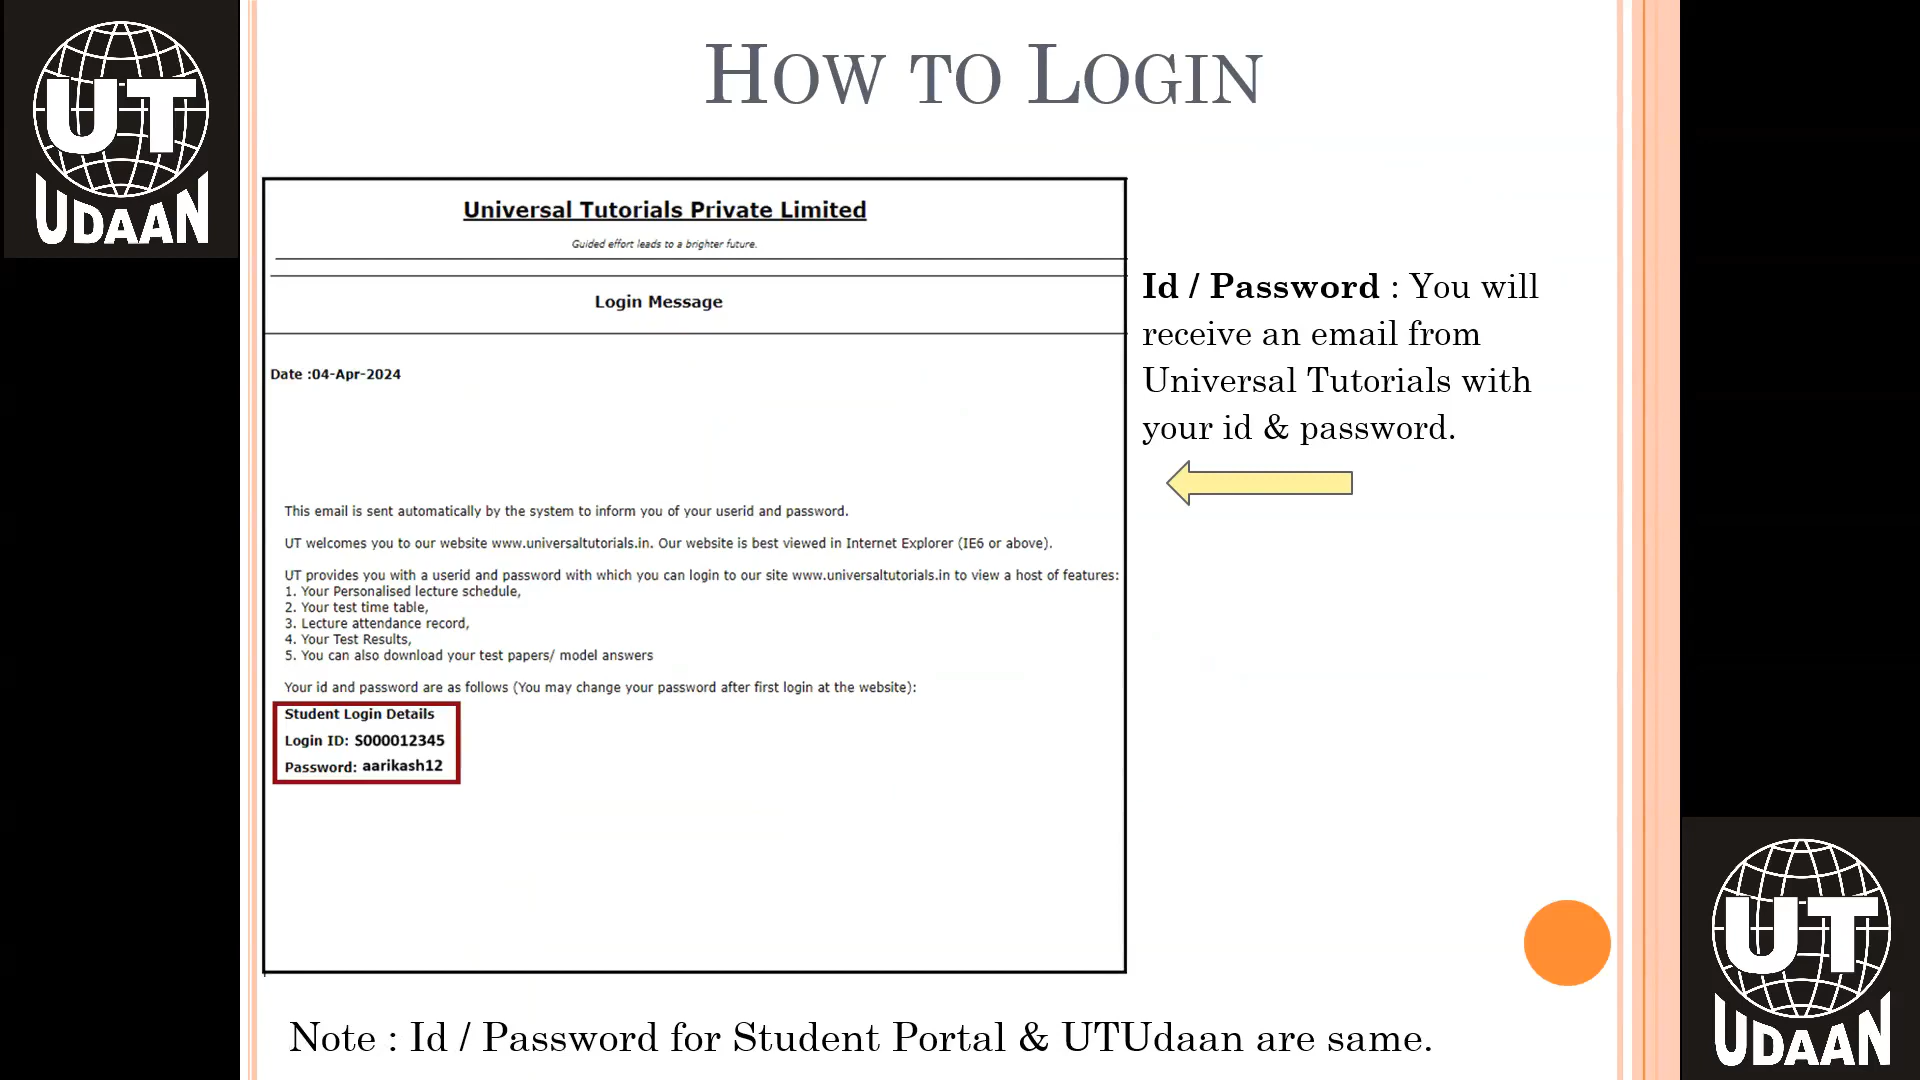 UT
UDAAN
How to Login
Universal Tutorials Private Limited
Guided effort leads to a brighter future.
Login Message
Date :04-Apr-2024
Id / Password : You will
receive an email from
Universal Tutorials with
your id & password.
This email is sent automatically by the system to inform you of your userid and password.
UT welcomes you to our website www.universaltutorials.in. Our website is best viewed in Internet Explorer (IE6 or above).
UT provides you with a userid and password with which you can login to our site www.universaltutorials.in to view a host of features:
1. Your Personalised lecture schedule,
2. Your test time table,
3. Lecture attendance record,
4. Your Test Results,
5. You can also download your test papers/ model answers
Your id and password are as follows (You may change your password after first login at the website):
Student Login Details
Login ID: S000012345
Password: aarikash12
Note : Id / Password for Student Portal & UTUdaan are same.
UT
UDAAN